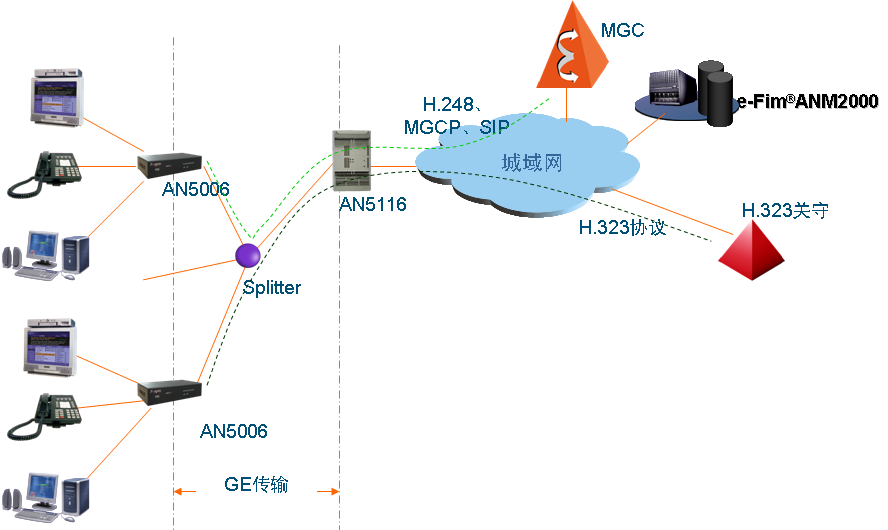 MGC
H.248、
MGCP、SIP
e-Fim®ANM2000
城域网
AN5006
AN5116
H.323关守
H.323协议
Splitter
AN5006
GE传输